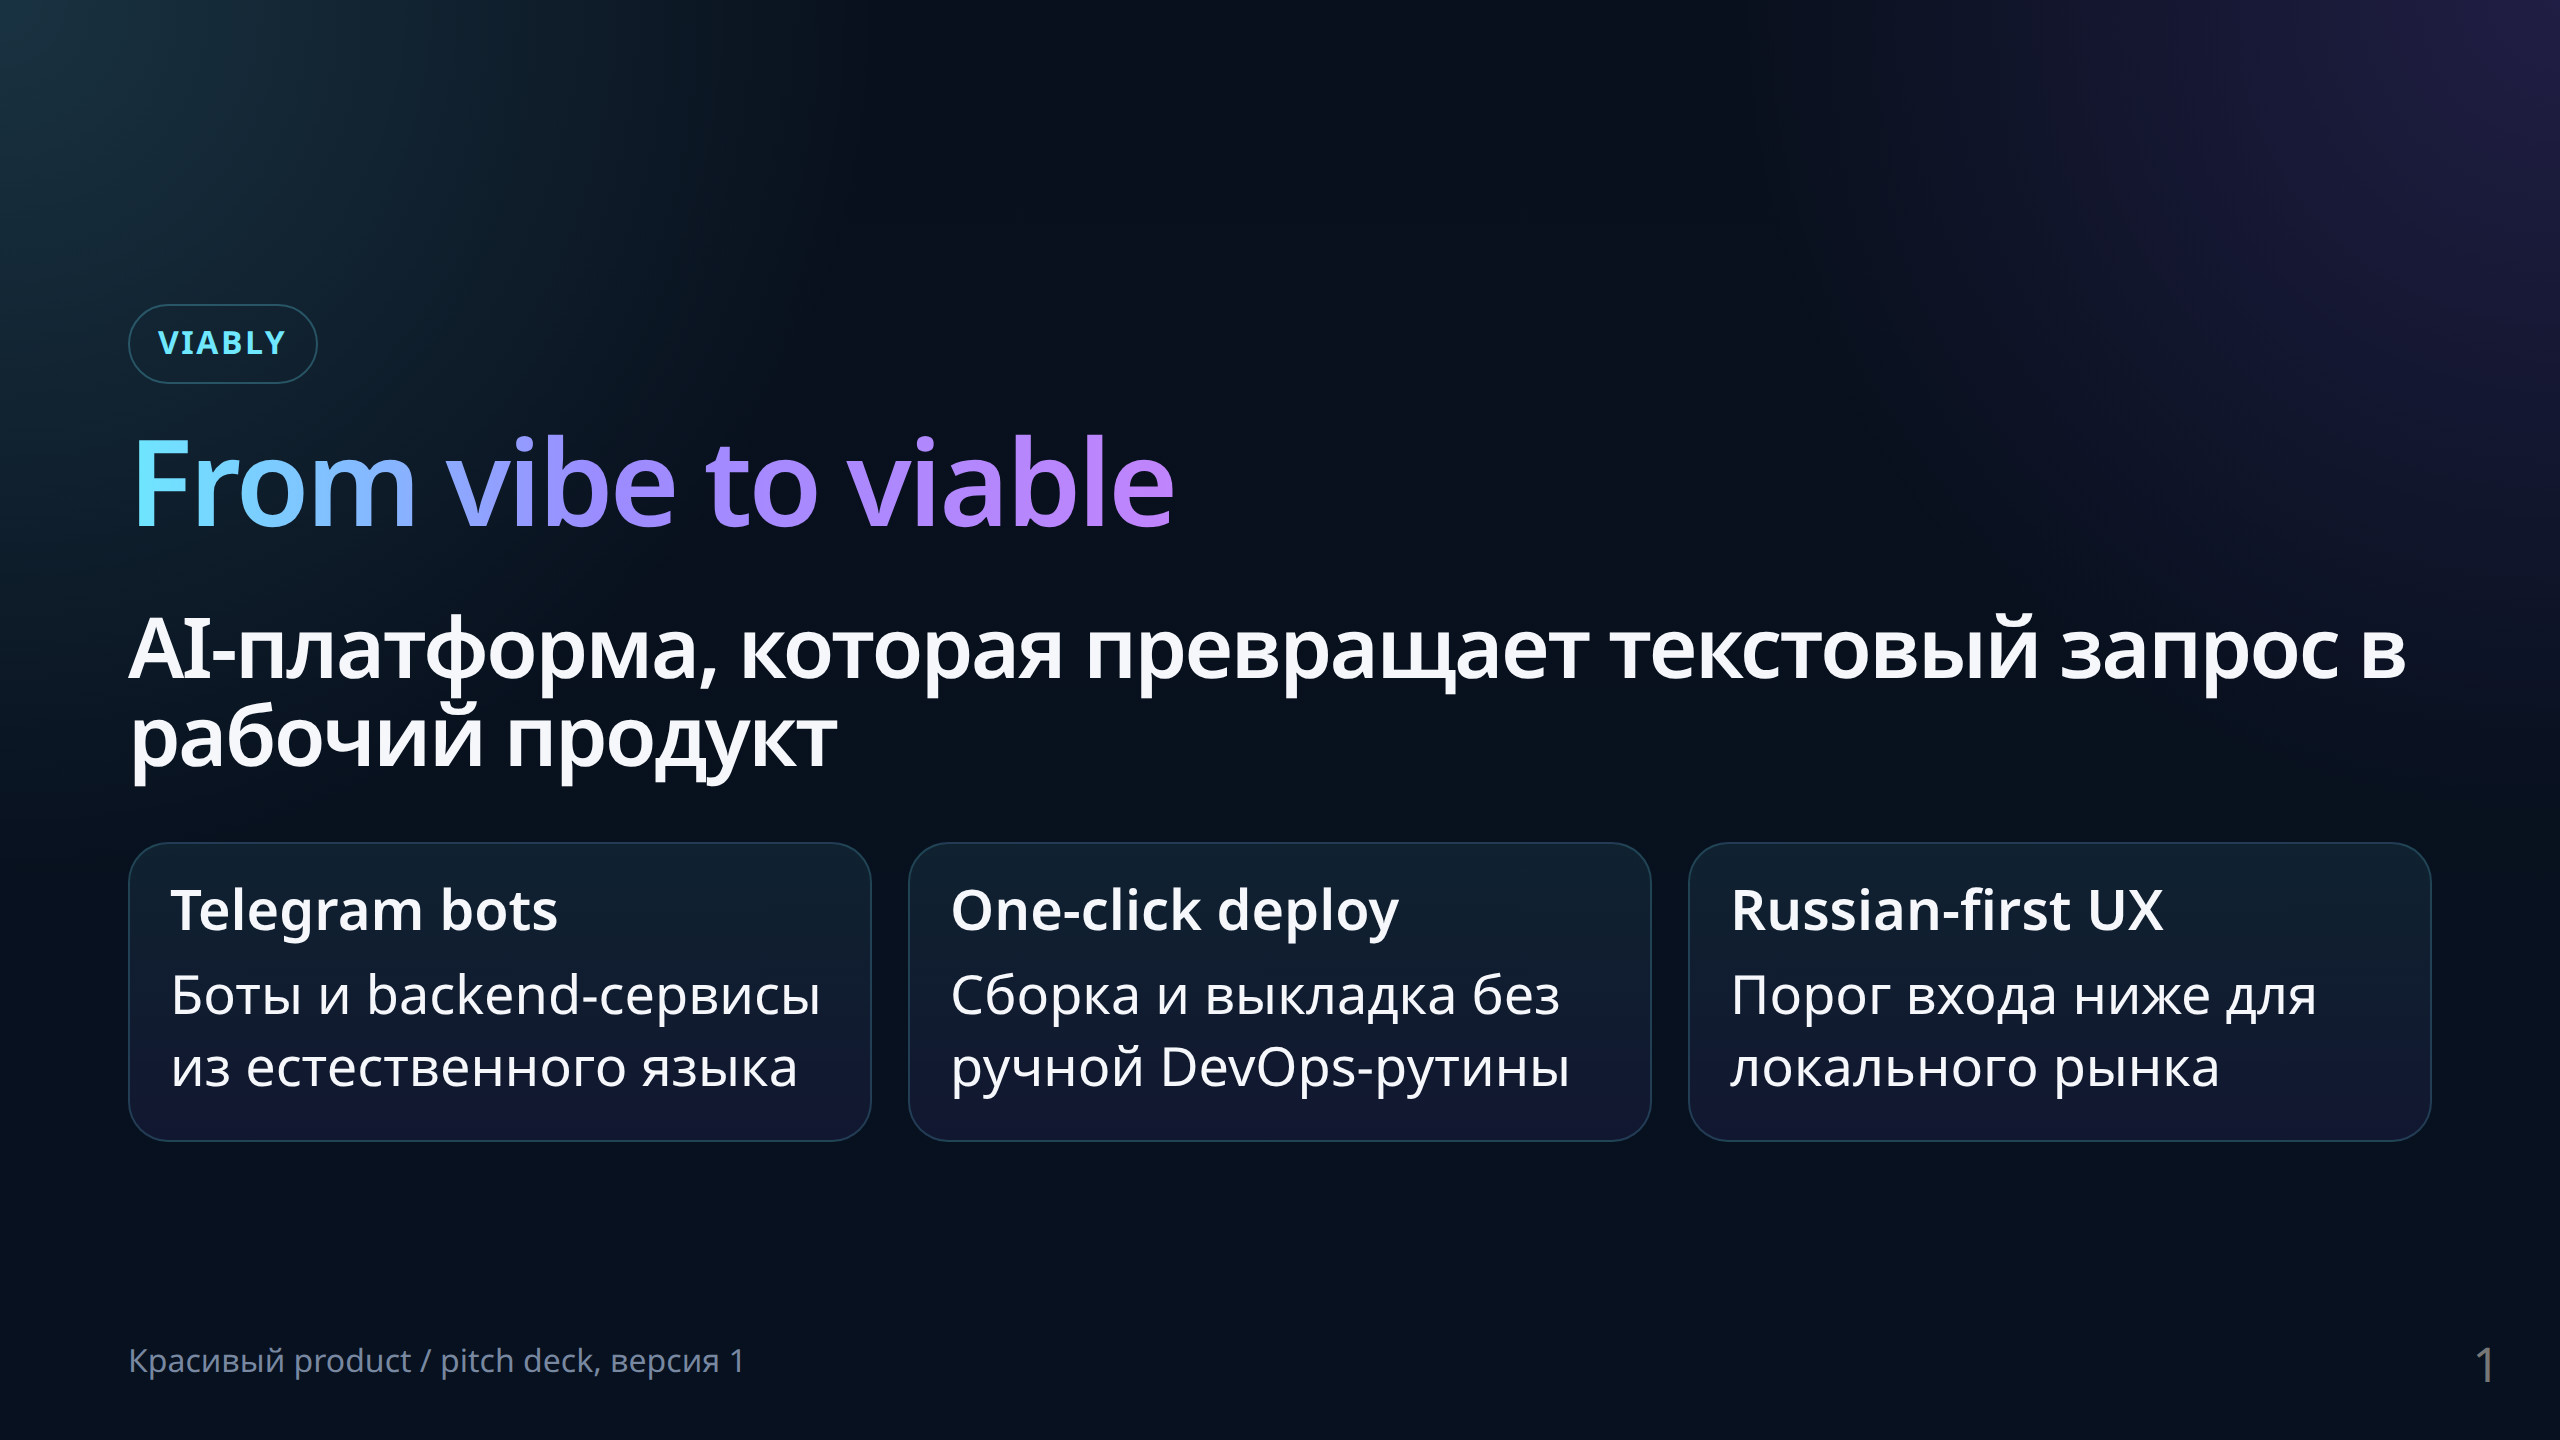 VIABLY
From vibe to viable
AI-платформа, которая превращает текстовый запрос в
рабочий продукт
Telegram bots
Боты и backend-сервисы
из естественного языка
One-click deploy
Сборка и выкладка без
ручной DevOps-рутины
Russian-first UX
Порог входа ниже для
локального рынка
Красивый product / pitch deck, версия 1
1